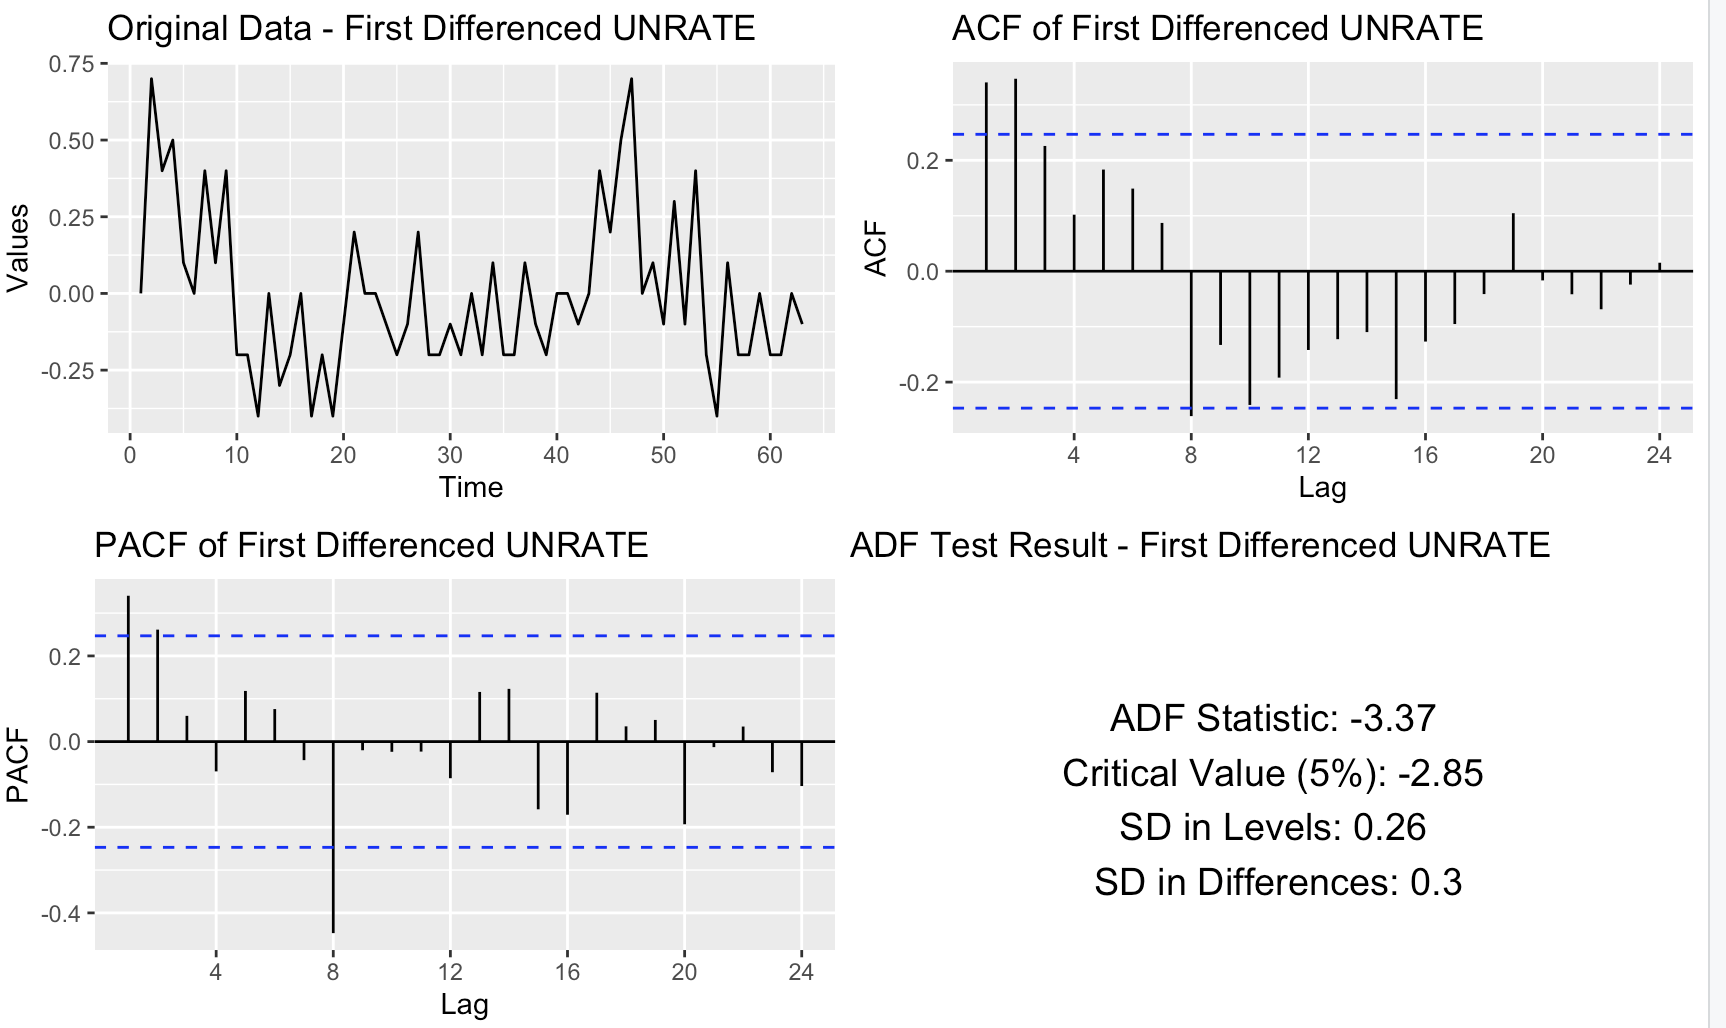 Original Data - First Differenced UNRATE
0.75
0.50
0.25
0.00
-0.25
Values
0 10 20 30 40 50 60
Time
ACF of First Differenced UNRATE
0.2
0.0
-0.2
ACF
4 8 12 16 20 24
Lag
PACF of First Differenced UNRATE
0.2
0.0
-0.2
-0.4
PACF
4 8 12 16 20 24
Lag
ADF Test Result - First Differenced UNRATE
ADF Statistic: -3.37
Critical Value (5%): -2.85
SD in Levels: 0.26
SD in Differences: 0.3